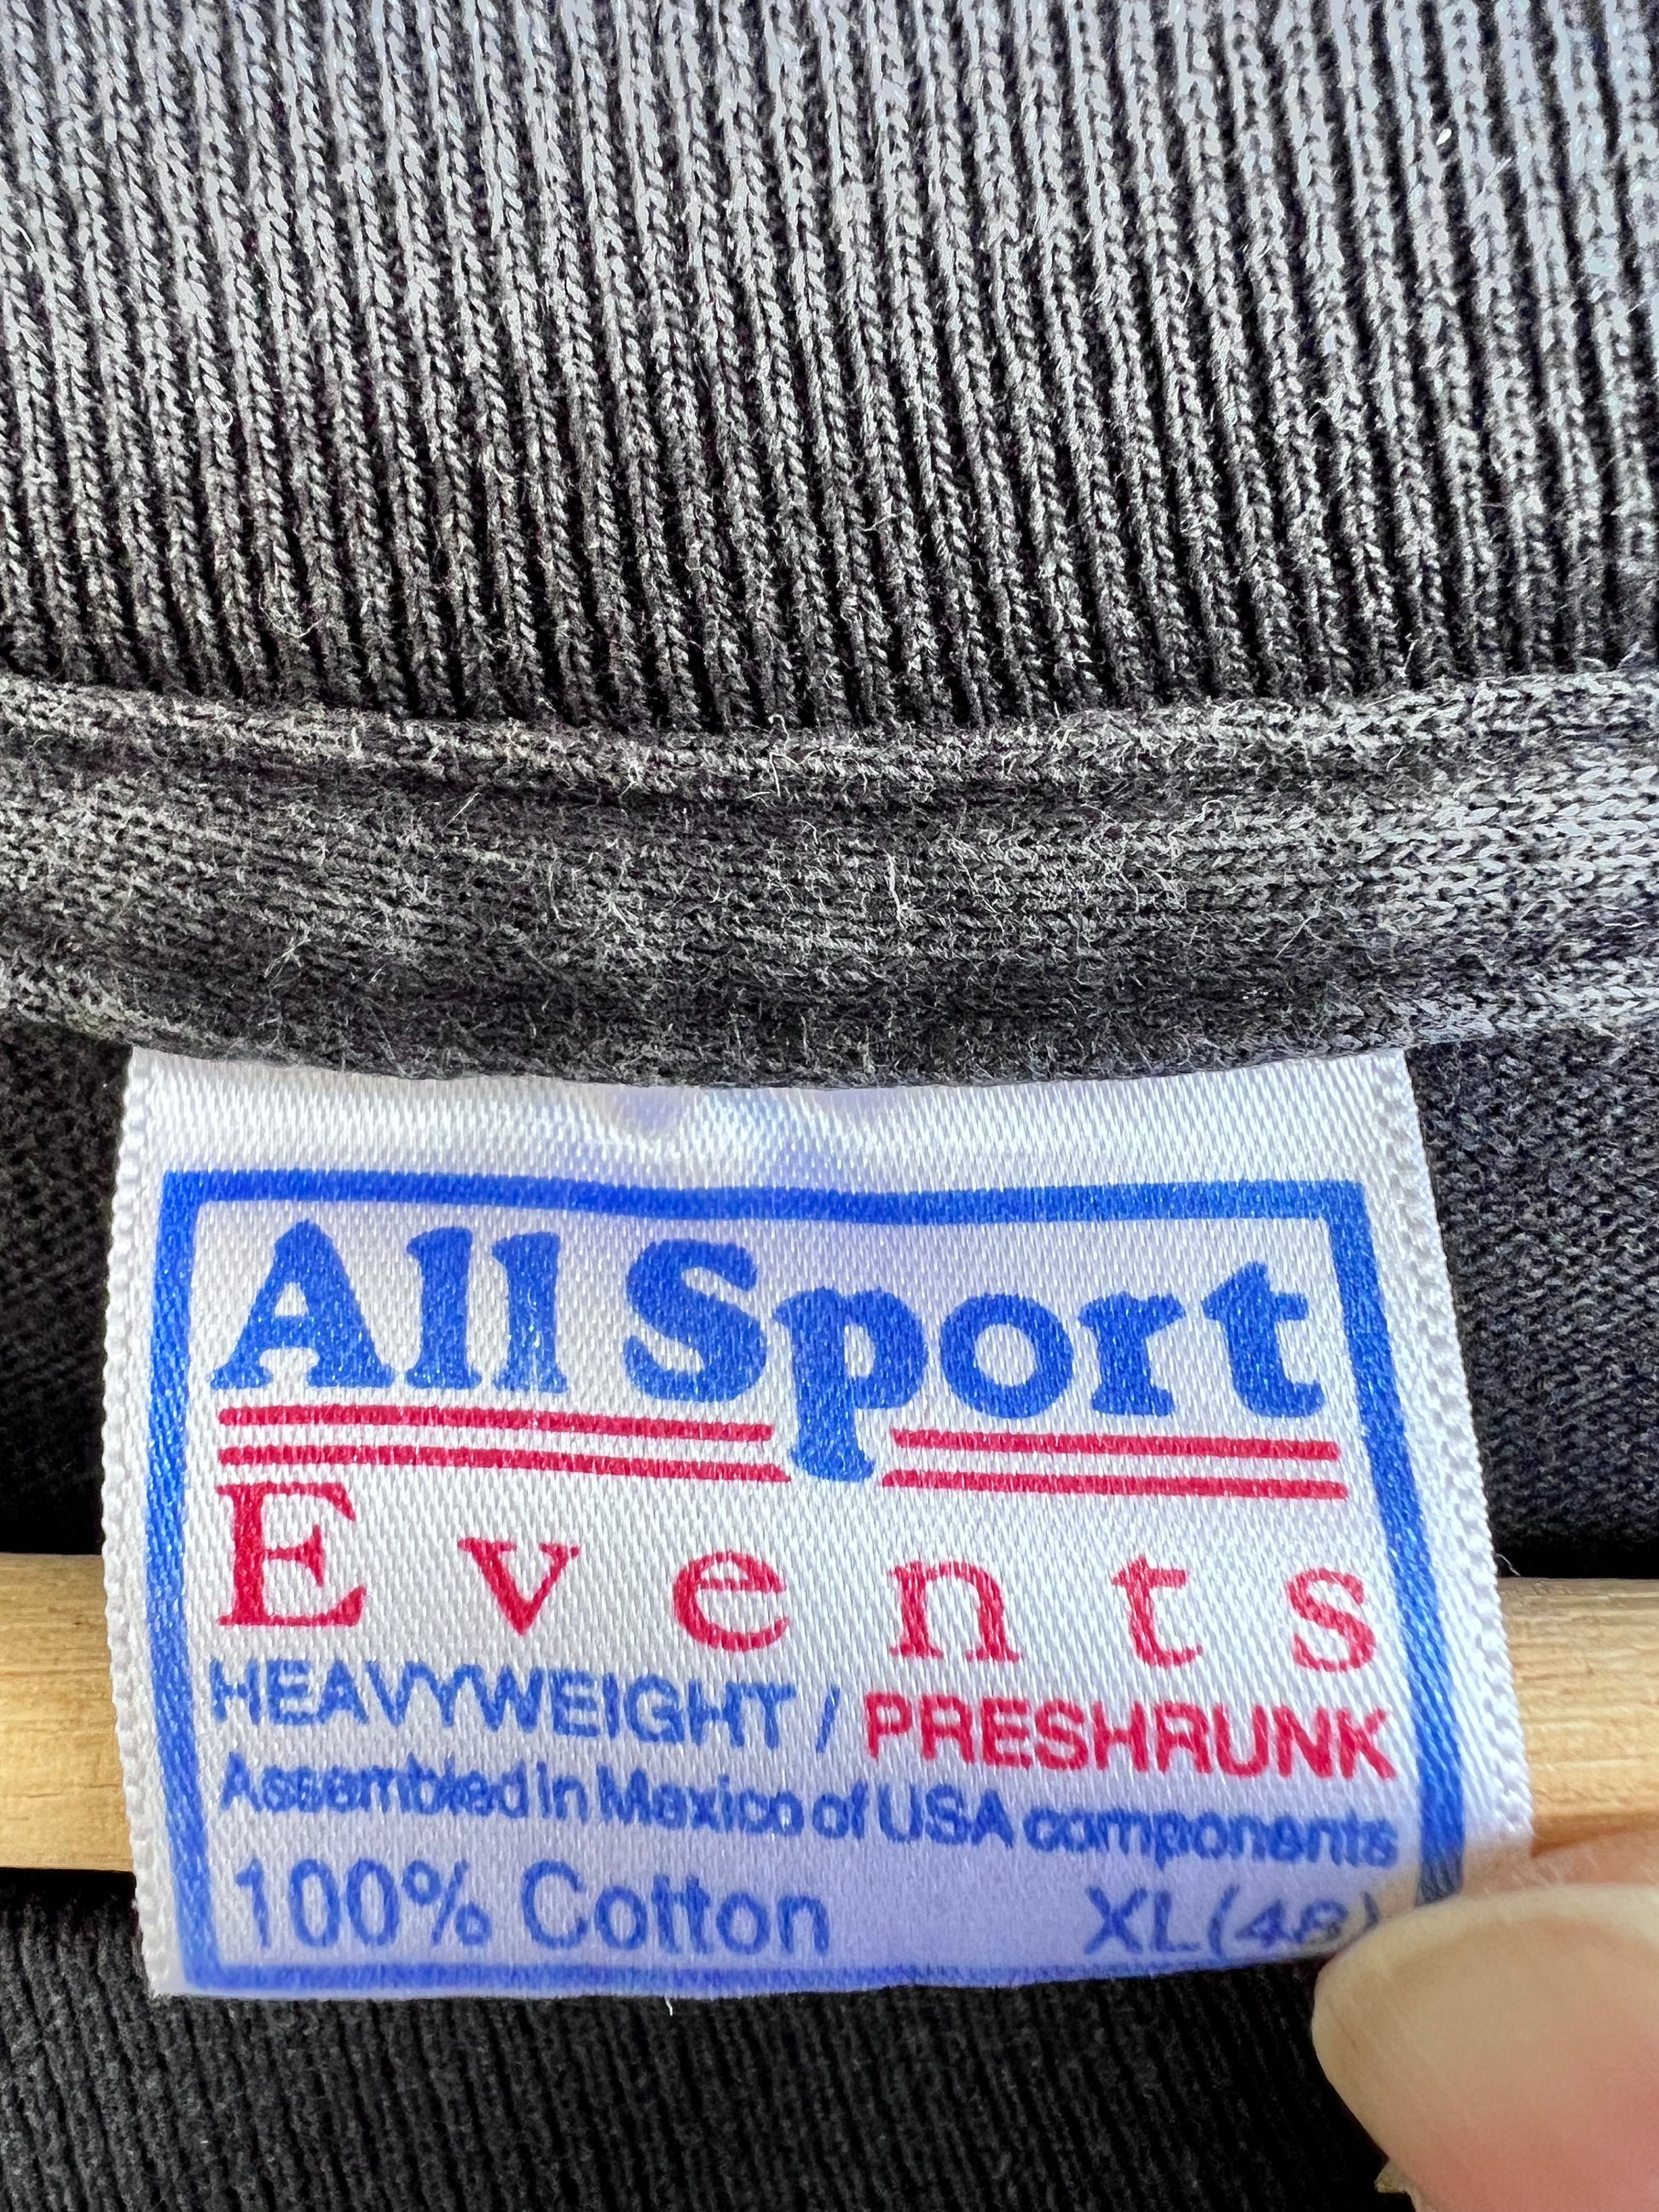 All Sport
Events
HEAVYWEIGHT / PRESHRUNK
Assembled in Mexico of USA components
100% Cotton XL(48)